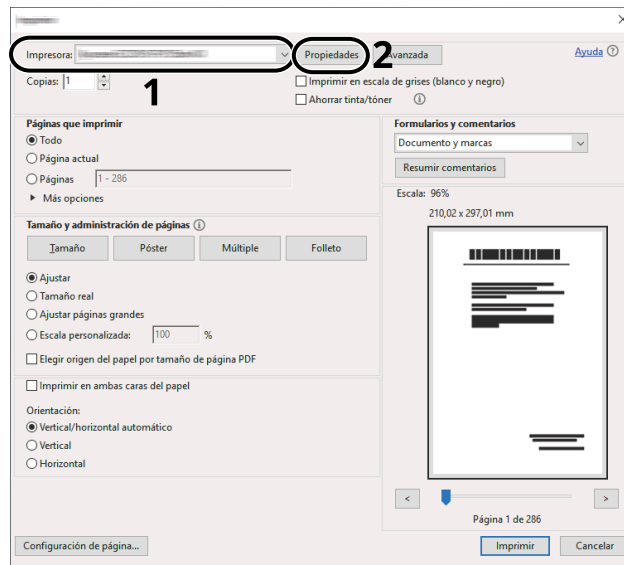 Impresora:
Propiedades
Avanzada
Ayuda
2
Copias: 1
1
Imprimir en escala de grises (blanco y negro)
Ahorrar tinta/tóner
Páginas que imprimir
Todo
Página actual
Páginas 1 - 286
Más opciones
Formularios y comentarios
Documento y marcas
Resumir comentarios
Escala: 96%
210,02 x 297,01 mm
Tamaño y administración de páginas
Tamaño Póster Múltiple Folleto
Ajustar
Tamaño real
Ajustar páginas grandes
Escala personalizada: 100 %
Elegir origen del papel por tamaño de página PDF
Imprimir en ambas caras del papel
Orientación:
Vertical/horizontal automático
Vertical
Horizontal
< >
Página 1 de 286
Configuración de página...
Imprimir
Cancelar